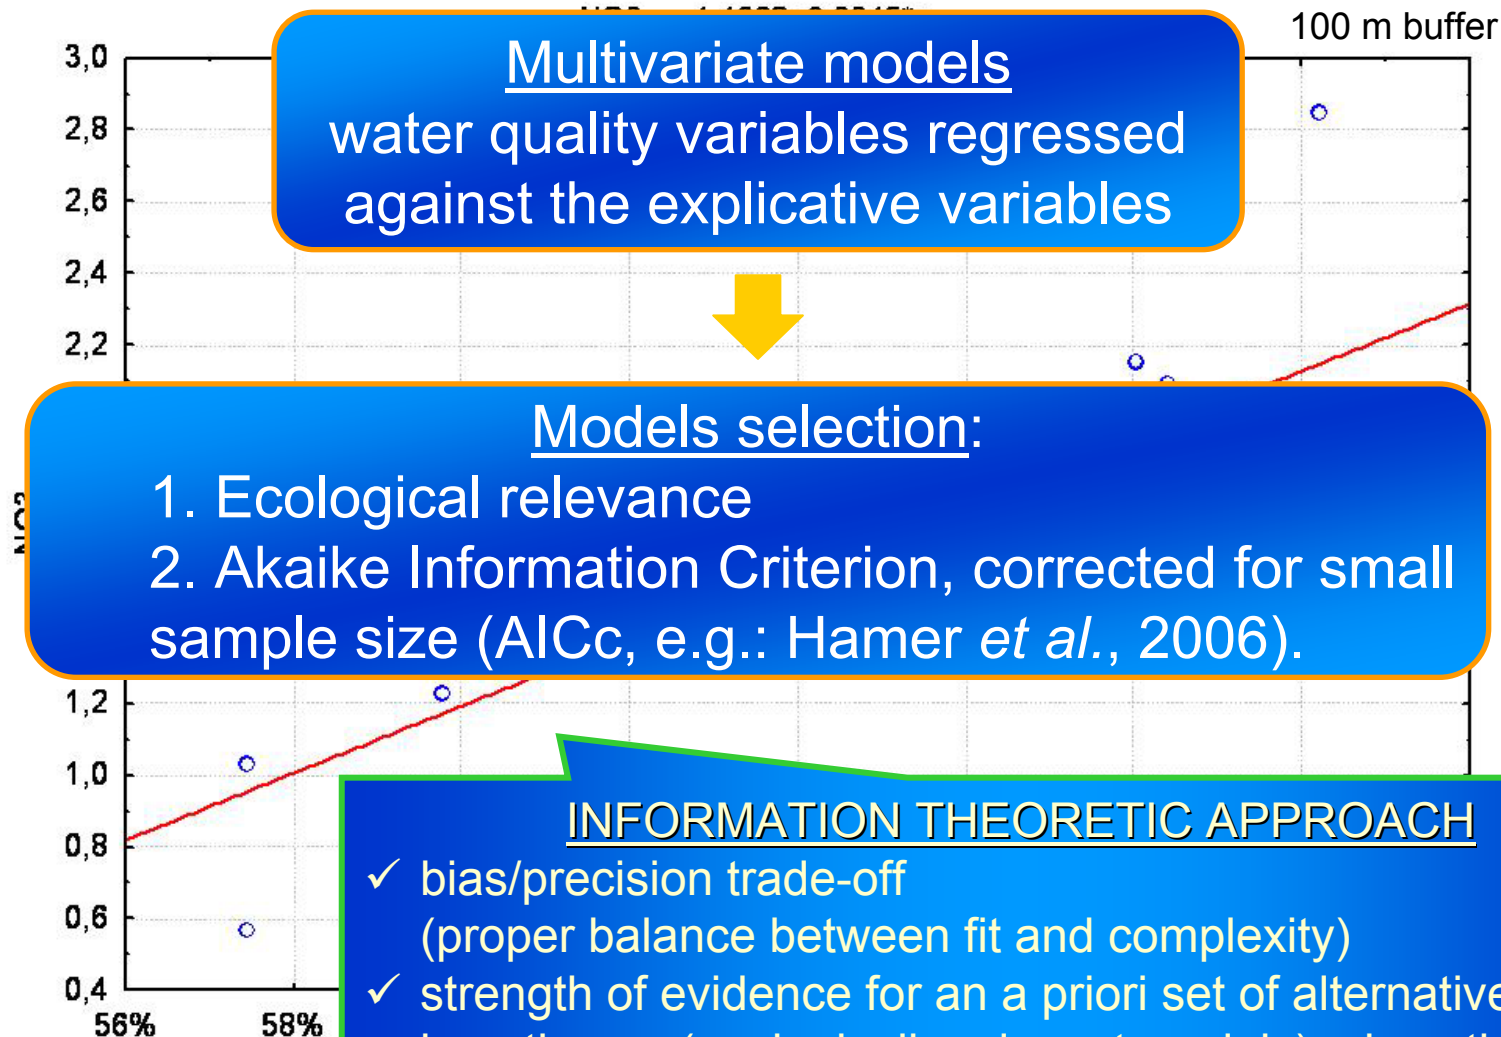 100 m buffer
Multivariate models
water quality variables regressed
against the explicative variables
3,0
2,8
2,6
2,4
2,2
Models selection:
1. Ecological relevance
2. Akaike Information Criterion, corrected for small
sample size (AICc, e.g.: Hamer et al., 2006).
1,2
1,0
0,8
0,6
0,4
56%
58%
INFORMATION THEORETIC APPROACH
✓ bias/precision trade-off
(proper balance between fit and complexity)
✓ strength of evidence for an a priori set of alternative